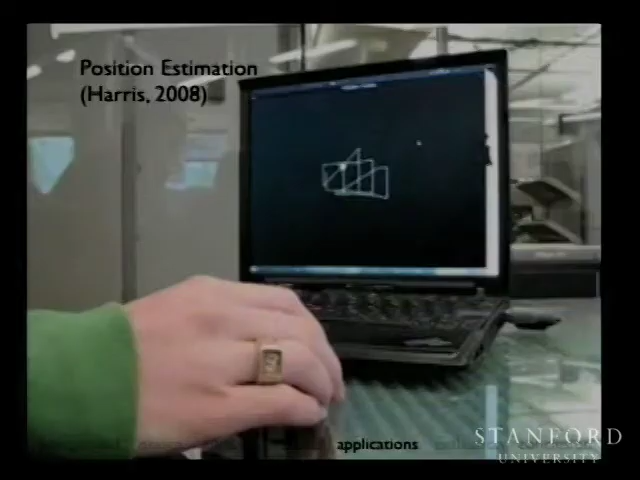 Position Estimation
(Harris, 2008)
applications
STANFORD
UNIVERSITY